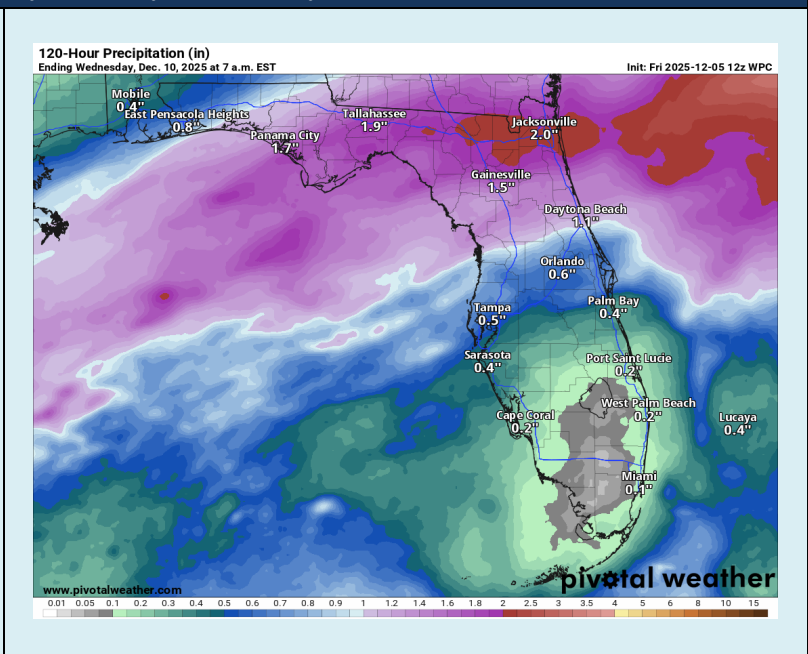 120-Hour Precipitation (in)
Ending Wednesday, Dec. 10, 2025 at 7 a.m. EST
Init: Fri 2025-12-05 12z WPC
Mobile
0.4"
East Pensacola Heights
0.8"
Panama City
1.7"
Tallahassee
1.9"
Jacksonville
2.0"
Gainesville
1.5"
Daytona Beach
1.1"
Orlando
0.6"
Tampa
0.5"
Palm Bay
0.4"
Sarasota
0.4"
Port Saint Lucie
0.2"
Cape Coral
0.2"
West Palm Beach
0.2"
Lucaya
0.4"
Miami
0.1"
www.pivotalweather.com
pivotal weather
0.01 0.05 0.1 0.2 0.3 0.4 0.5 0.6 0.7 0.8 0.9 1 1.2 1.4 1.6 1.8 2 2.5 3 3.5 4 5 6 8 10 15